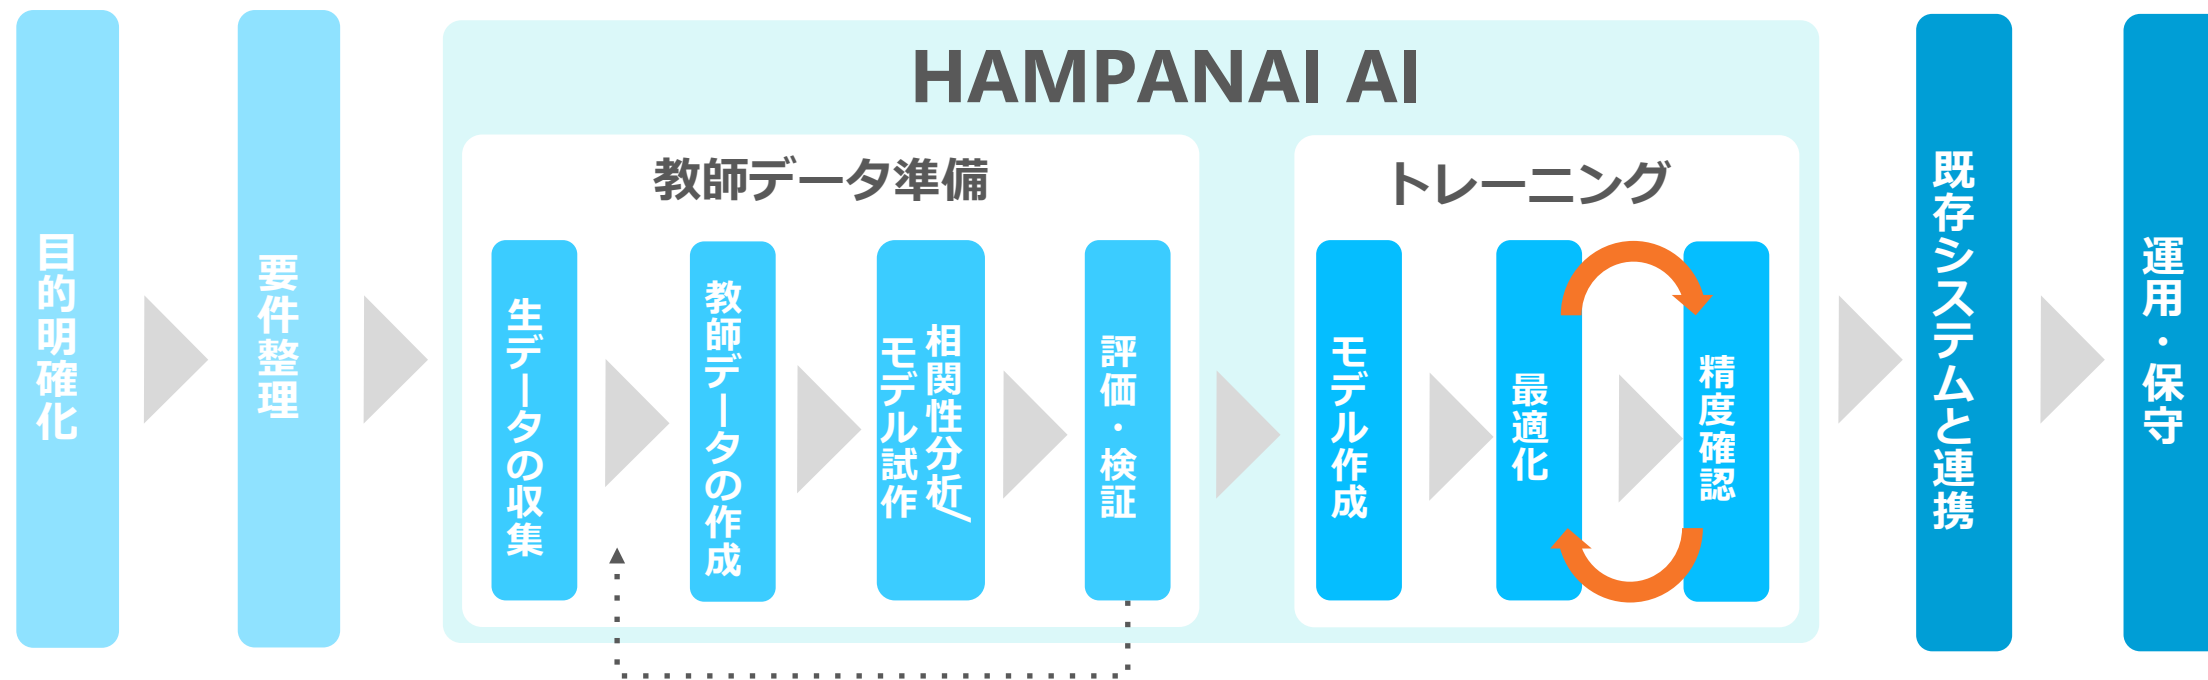 目的明確化
要件整理
HAMPANAI AI
教師データ準備
生データの収集
教師データの作成
相関性分析/
モデル試作
評価・検証
トレーニング
モデル作成
最適化
精度確認
既存システムと連携
運用・保守